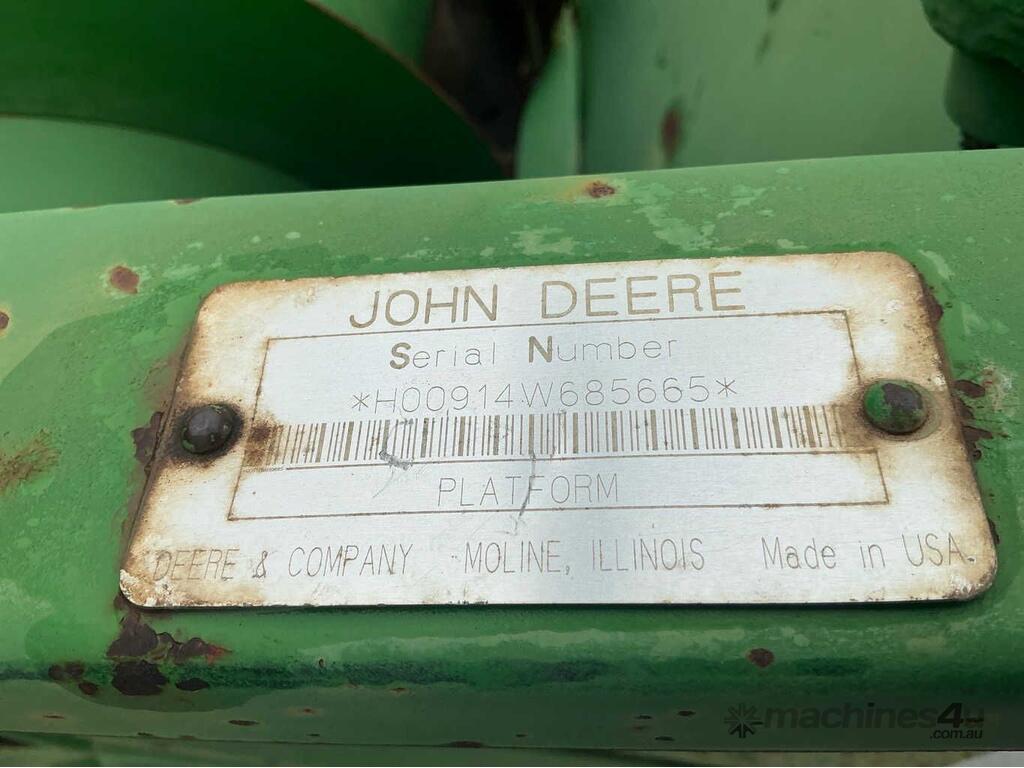 JOHN DEERE
Serial Number
*H00914W685665*
PLATFORM
DEERE & COMPANY MOLINE, ILLINOIS Made in USA.
machines4u
.com.au